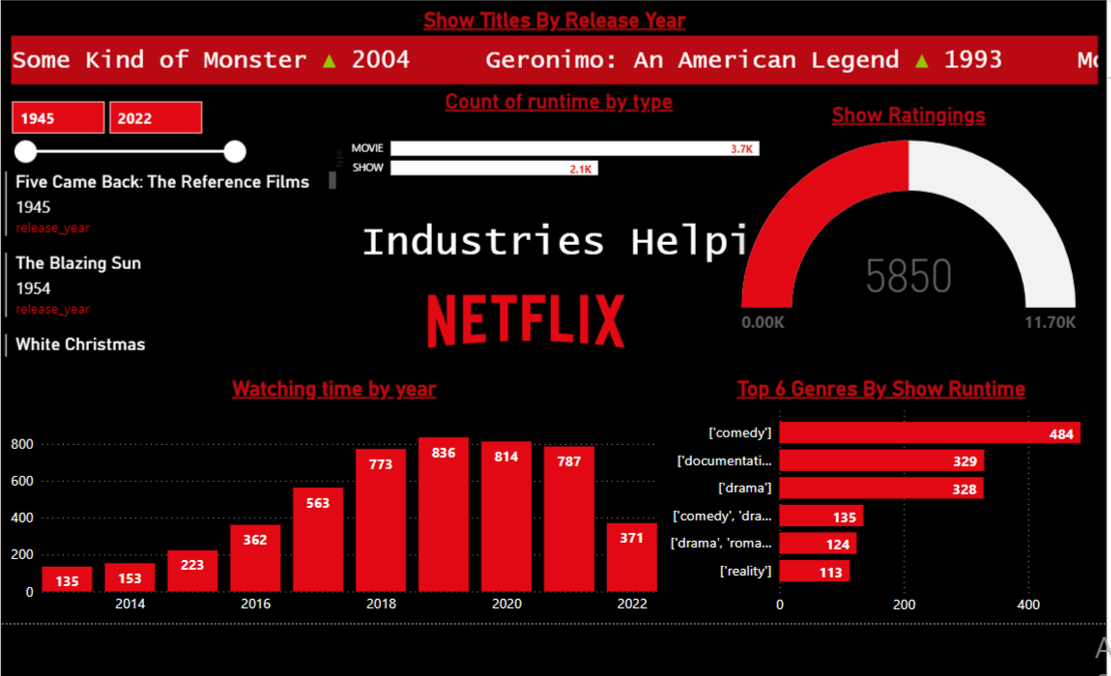 Show Titles By Release Year
Some Kind of Monster ▲ 2004 Geronimo: An American Legend ▲ 1993
1945 2022
Five Came Back: The Reference Films
1945
release_year
The Blazing Sun
1954
release_year
White Christmas
Count of runtime by type
type
MOVIE 3.7K
SHOW 2.1K
Industries Helpi
NETFLIX
Show Ratingings
5850
0.00K 11.70K
Watching time by year
800
600
400
200
0
135 153 223 362 563 773 836 814 787 371
2014 2016 2018 2020 2022
Top 6 Genres By Show Runtime
['comedy'] 484
['documentati... 329
['drama'] 328
['comedy', 'dra... 135
['drama', 'roma... 124
['reality'] 113
0 200 400